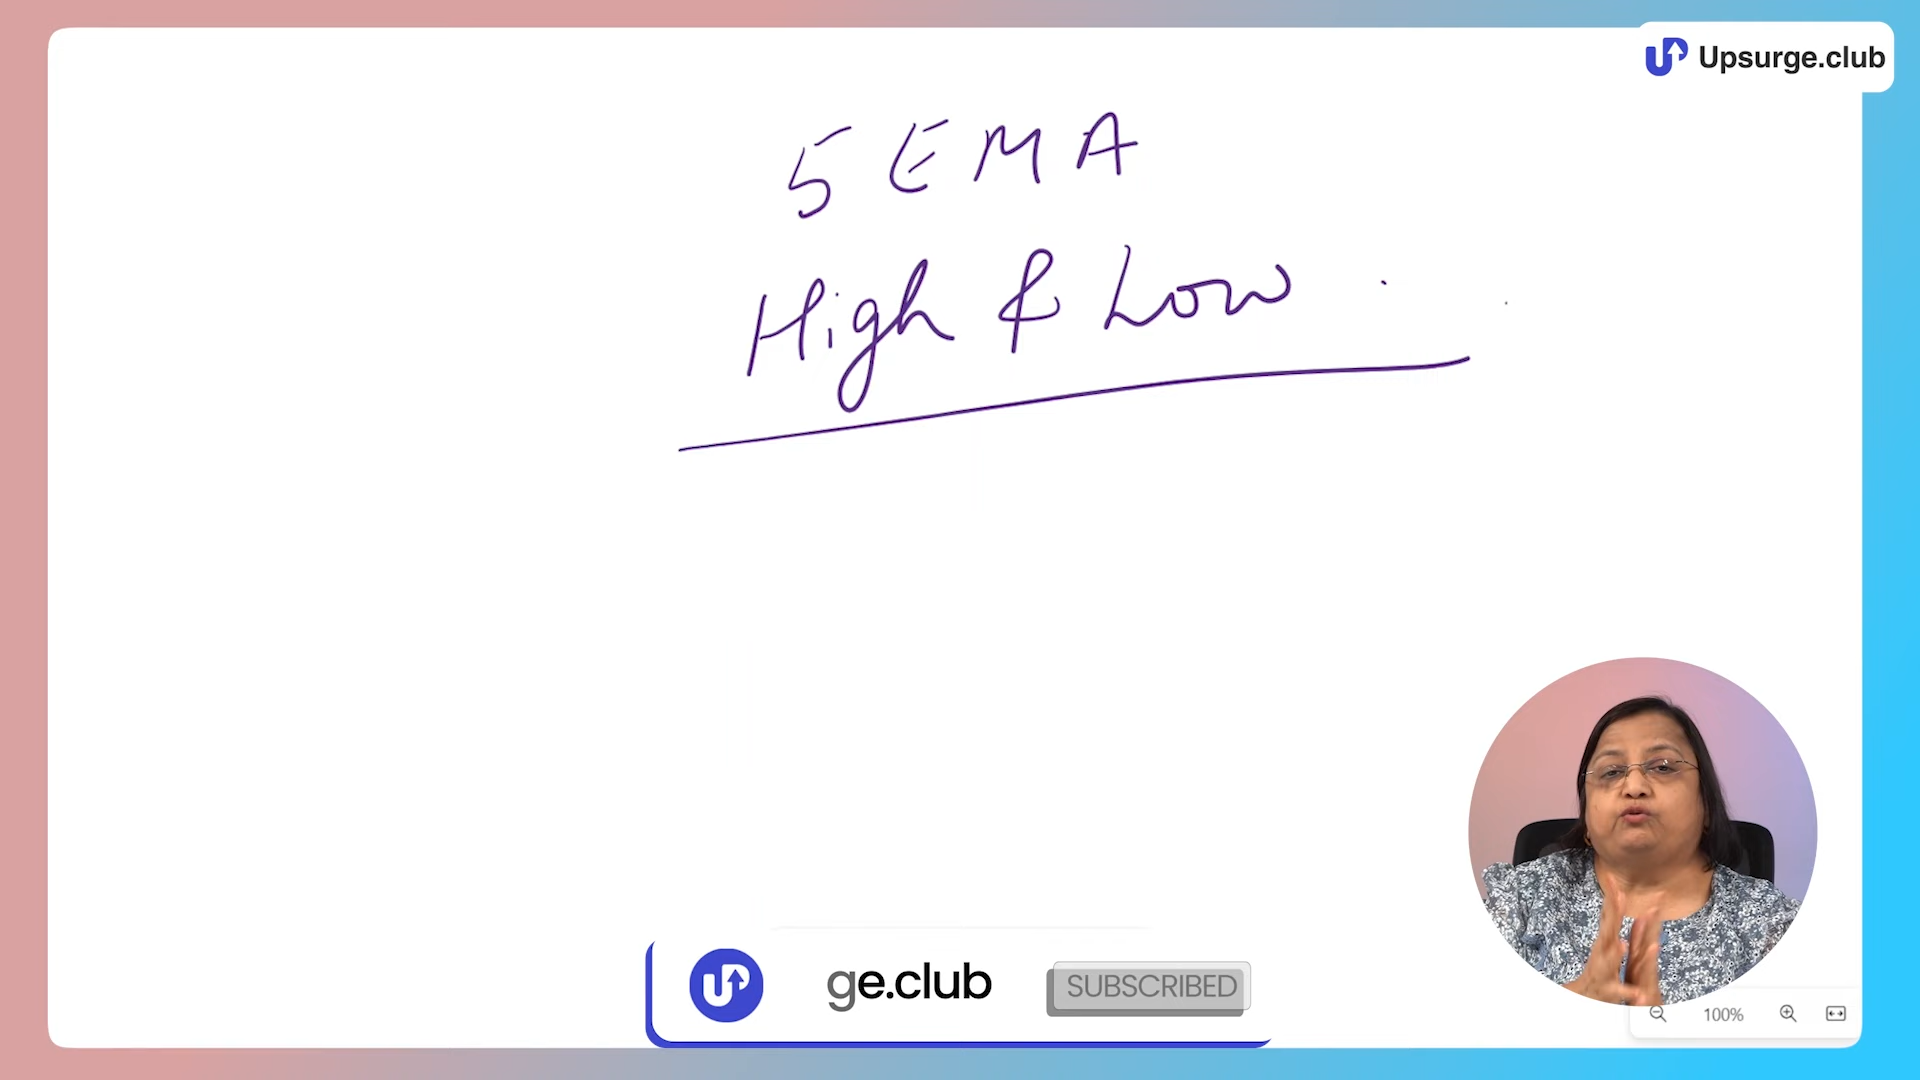 Upsurge.club
5 EMA
High & Low
ge.club
SUBSCRIBED
100%